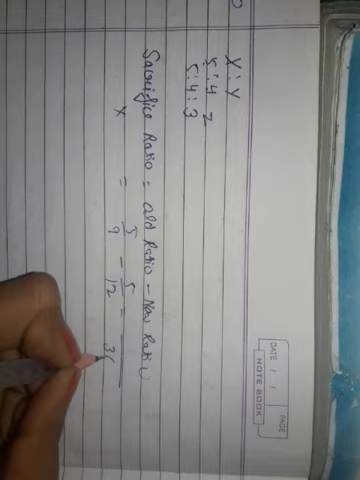 DATE / / PAGE
NOTE BOOK
X : Y
5 : 4 Z
5 : 4 : 3
Sacrifice Ratio = Old Ratio - New Ratio
X = 5/9 - 5/12 = /36